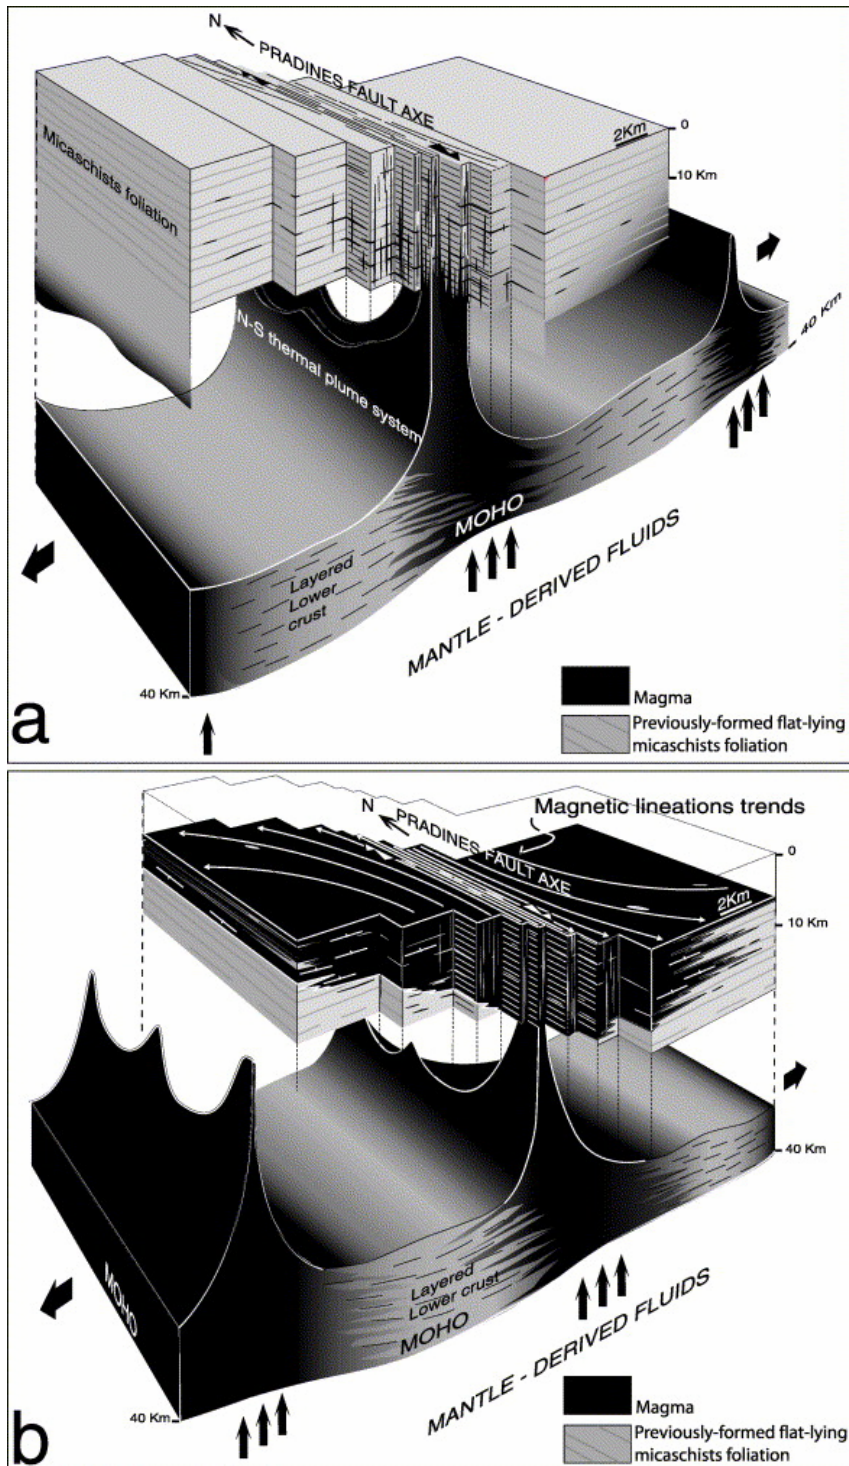 N
PRADINES FAULT AXE
2Km
0
10 Km
Micaschists foliation
N-S thermal plume system
40 Km
MOHO
Layered
Lower
crust
MANTLE - DERIVED FLUIDS
40 Km
Magma
Previously-formed flat-lying
micaschists foliation
a
N
Magnetic lineations trends
PRADINES FAULT AXE
0
2Km
10 Km
40 Km
MOHO
Layered
Lower crust
MOHO
MANTLE - DERIVED FLUIDS
40 Km
Magma
Previously-formed flat-lying
micaschists foliation
b